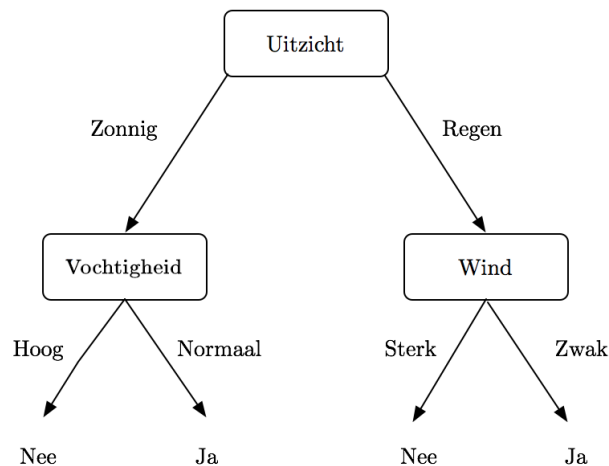 Uitzicht
Zonnig
Regen
Vochtigheid
Wind
Hoog
Normaal
Sterk
Zwak
Nee
Ja
Nee
Ja